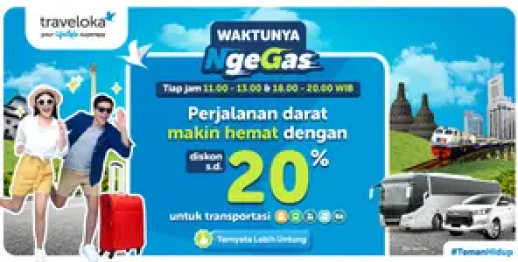 traveloka
your lifestyle superapp
WAKTUNYA
NgeGas
Tiap jam 11.00 - 13.00 & 18.00 - 20.00 WIB
Perjalanan darat
makin hemat dengan
diskon
s.d.
20%
untuk transportasi
Ternyata Lebih Untung
#TemanHidup